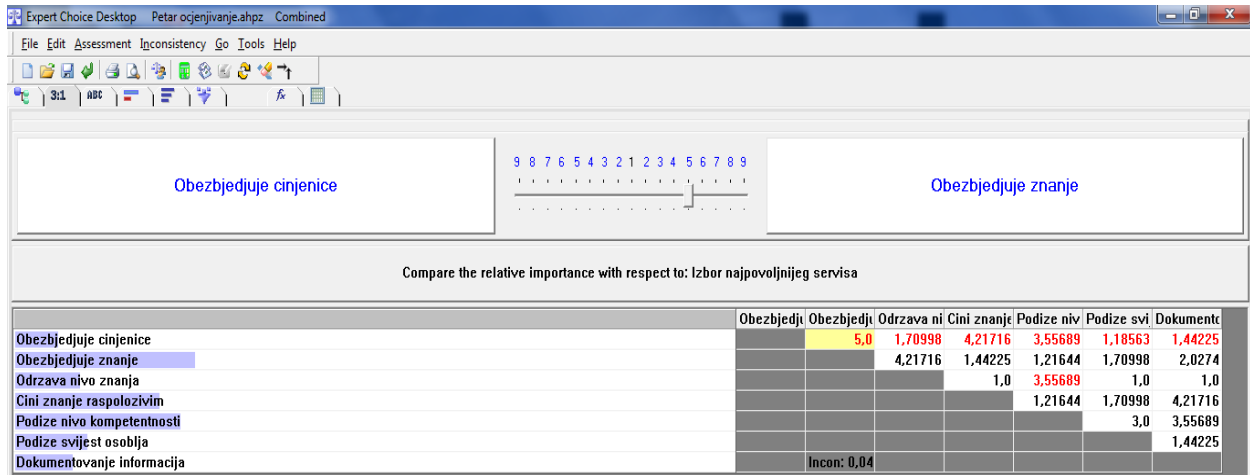 Expert Choice Desktop Petar ocjenjivanje.ahpz Combined
File Edit Assessment Inconsistency Go Tools Help
3:1 ABC fx
9 8 7 6 5 4 3 2 1 2 3 4 5 6 7 8 9
Obezbjedjuje cinjenice Obezbjedjuje znanje
Compare the relative importance with respect to: Izbor najpovoljnijeg servisa
Obezbjedju Obezbjedju Odrzava ni Cini znanje Podize niv Podize svi Dokumento
Obezbjedjuje cinjenice 5,0 1,70998 4,21716 3,55689 1,18563 1,44225
Obezbjedjuje znanje 4,21716 1,44225 1,21644 1,70998 2,0274
Odrzava nivo znanja 1,0 3,55689 1,0 1,0
Cini znanje raspolozivim 1,21644 1,70998 4,21716
Podize nivo kompetentnosti 3,0 3,55689
Podize svijest osoblja 1,44225
Dokumentovanje informacija Incon: 0,04